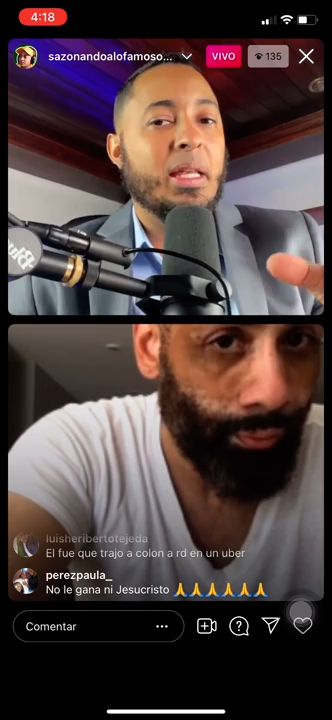 4:18
sazonandoalofamoso...
VIVO
135
luisheribertotejeda
El fue que trajo a colon a rd en un uber
perezpaula_
No le gana ni Jesucristo 🙏🙏🙏🙏🙏🙏
Comentar